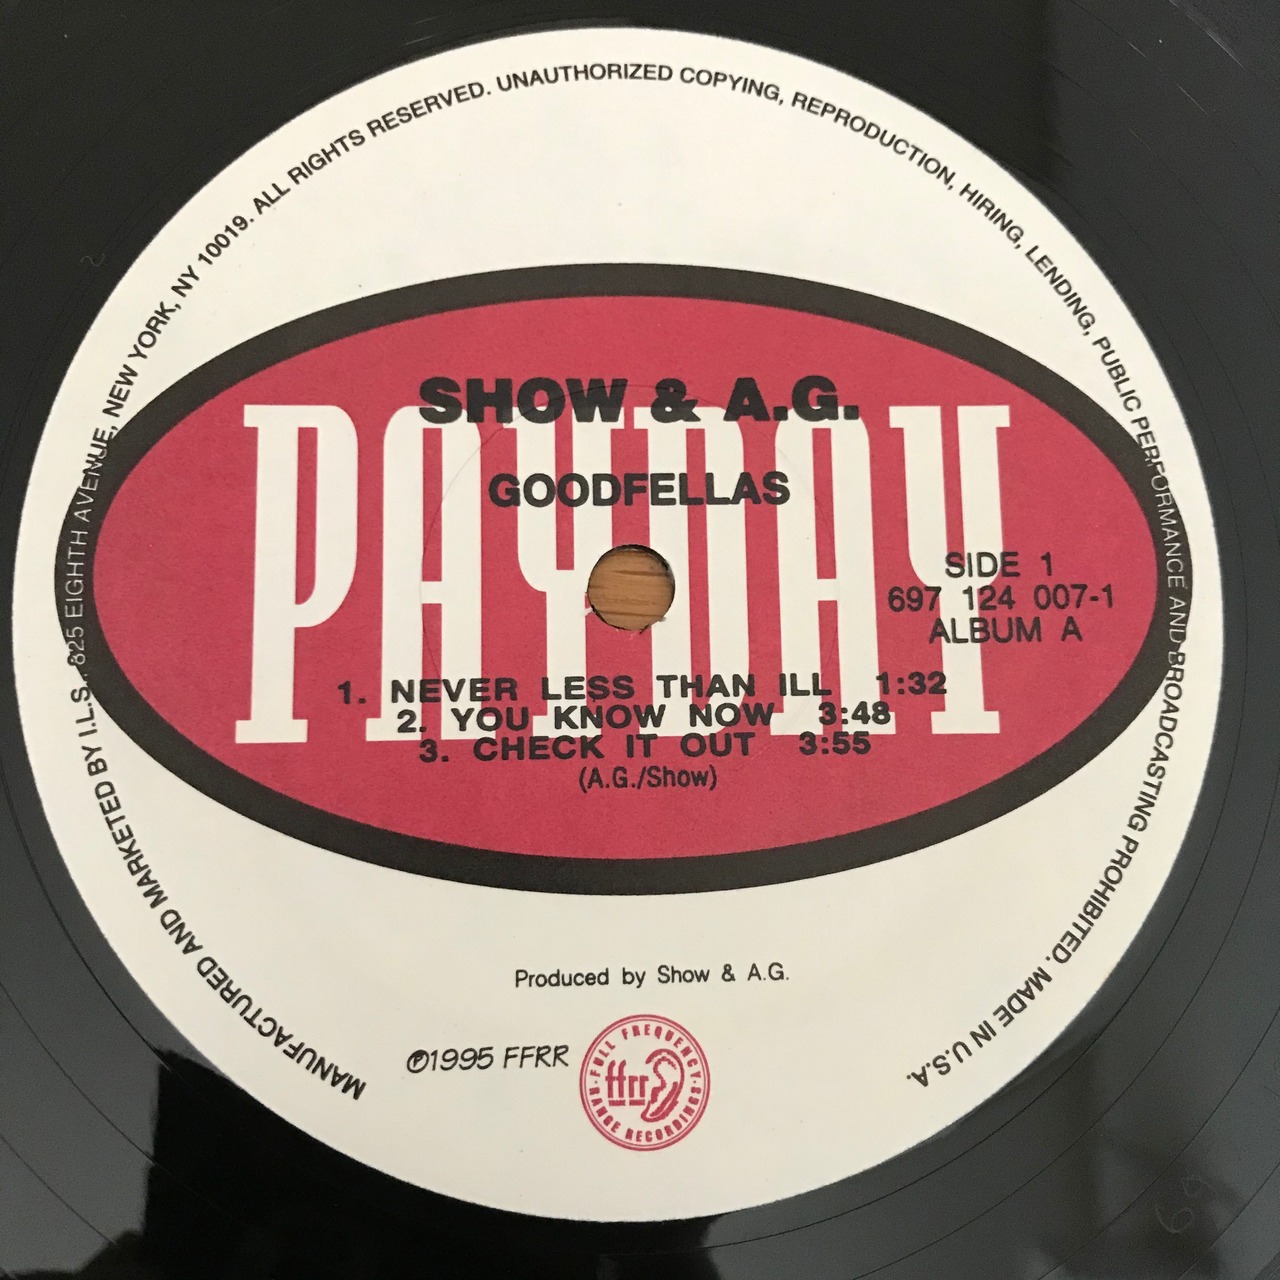 MANUFACTURED AND MARKETED BY I.L.S. 825 EIGHTH AVENUE, NEW YORK, NY 10019. ALL RIGHTS RESERVED. UNAUTHORIZED COPYING, REPRODUCTION, HIRING, LENDING, PUBLIC PERFORMANCE AND BROADCASTING PROHIBITED. MADE IN U.S.A.
PAYDAY
SHOW & A.G.
GOODFELLAS
SIDE 1
697 124 007-1
ALBUM A
1. NEVER LESS THAN ILL 1:32
2. YOU KNOW NOW 3:48
3. CHECK IT OUT 3:55
(A.G./Show)
Produced by Show & A.G.
℗1995 FFRR
FULL FREQUENCY
ffrr
RANGE RECORDINGS